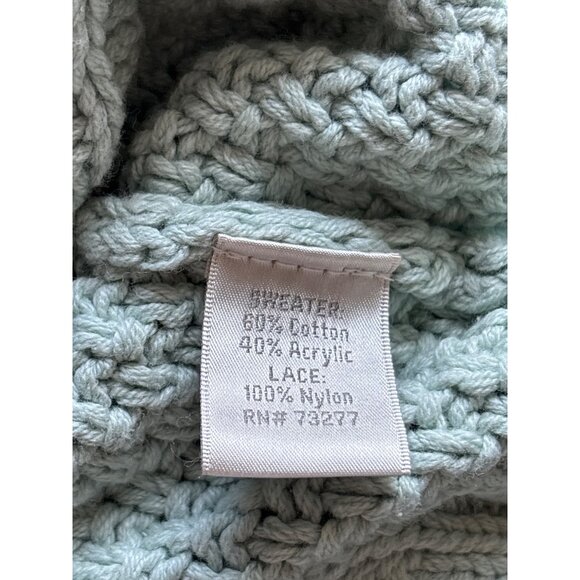 SWEATER:
60% Cotton
40% Acrylic
LACE:
100% Nylon
RN# 73277